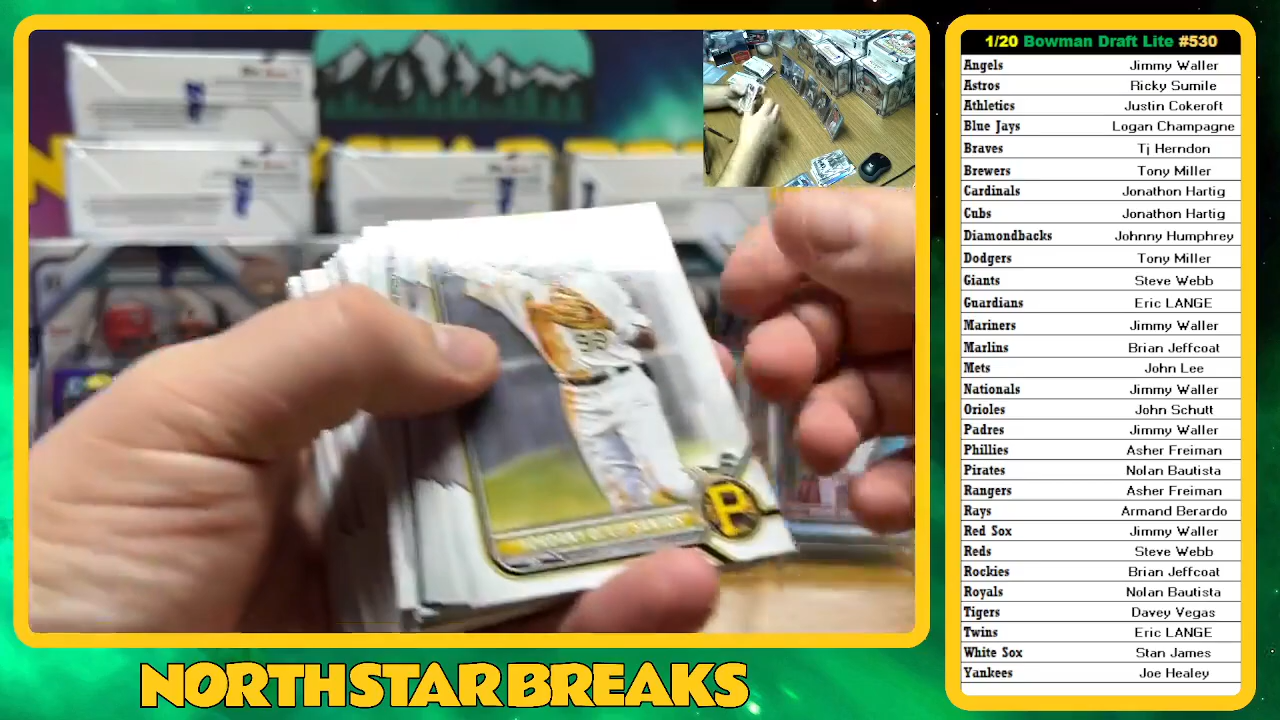 1/20 Bowman Draft Lite #530
Angels Jimmy Waller
Astros Ricky Sumile
Athletics Justin Cokeroft
Blue Jays Logan Champagne
Braves Tj Herndon
Brewers Tony Miller
Cardinals Jonathon Hartig
Cubs Jonathon Hartig
Diamondbacks Johnny Humphrey
Dodgers Tony Miller
Giants Steve Webb
Guardians Eric LANGE
Mariners Jimmy Waller
Marlins Brian Jeffcoat
Mets John Lee
Nationals Jimmy Waller
Orioles John Schutt
Padres Jimmy Waller
Phillies Asher Freiman
Pirates Nolan Bautista
Rangers Asher Freiman
Rays Armand Berardo
Red Sox Jimmy Waller
Reds Steve Webb
Rockies Brian Jeffcoat
Royals Nolan Bautista
Tigers Davey Vegas
Twins Eric LANGE
White Sox Stan James
Yankees Joe Healey
P
NORTHSTAR BREAKS